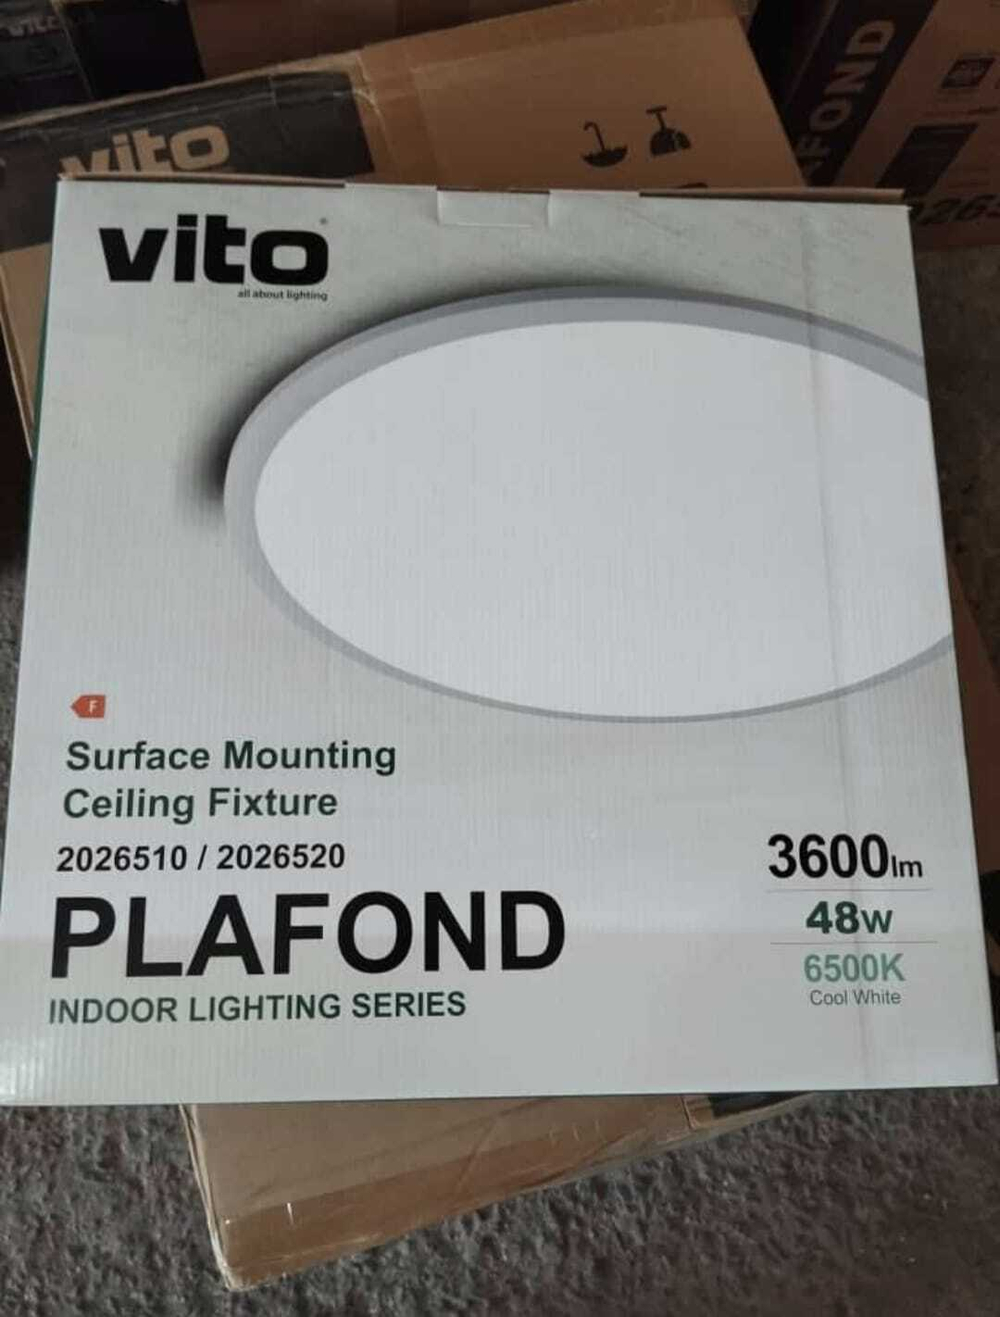 vito
vito
all about lighting
F
Surface Mounting
Ceiling Fixture
2026510 / 2026520
PLAFOND
INDOOR LIGHTING SERIES
3600lm
48W
6500K
Cool White